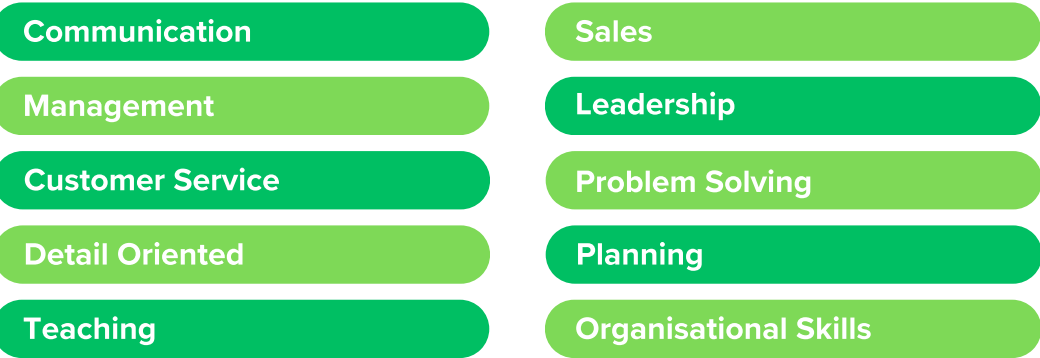 Communication
Management
Customer Service
Detail Oriented
Teaching
Sales
Leadership
Problem Solving
Planning
Organisational Skills